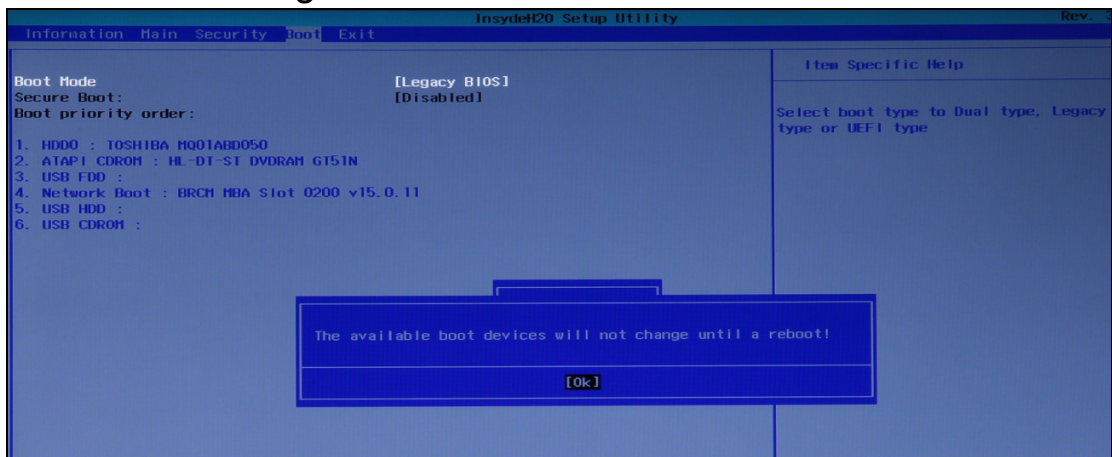 InsydeH2O Setup Utility
Rev.
Information Main Security Boot Exit
Item Specific Help
Boot Mode [Legacy BIOS]
Secure Boot: [Disabled]
Boot priority order:
Select boot type to Dual type, Legacy
type or UEFI type
1. HDD0 : TOSHIBA MQ01ABD050
2. ATAPI CDROM : HL-DT-ST DVDRAM GT51N
3. USB FDD :
4. Network Boot : BRCM MBA Slot 0200 v15.0.11
5. USB HDD :
6. USB CDROM :
The available boot devices will not change until a reboot!
[Ok]